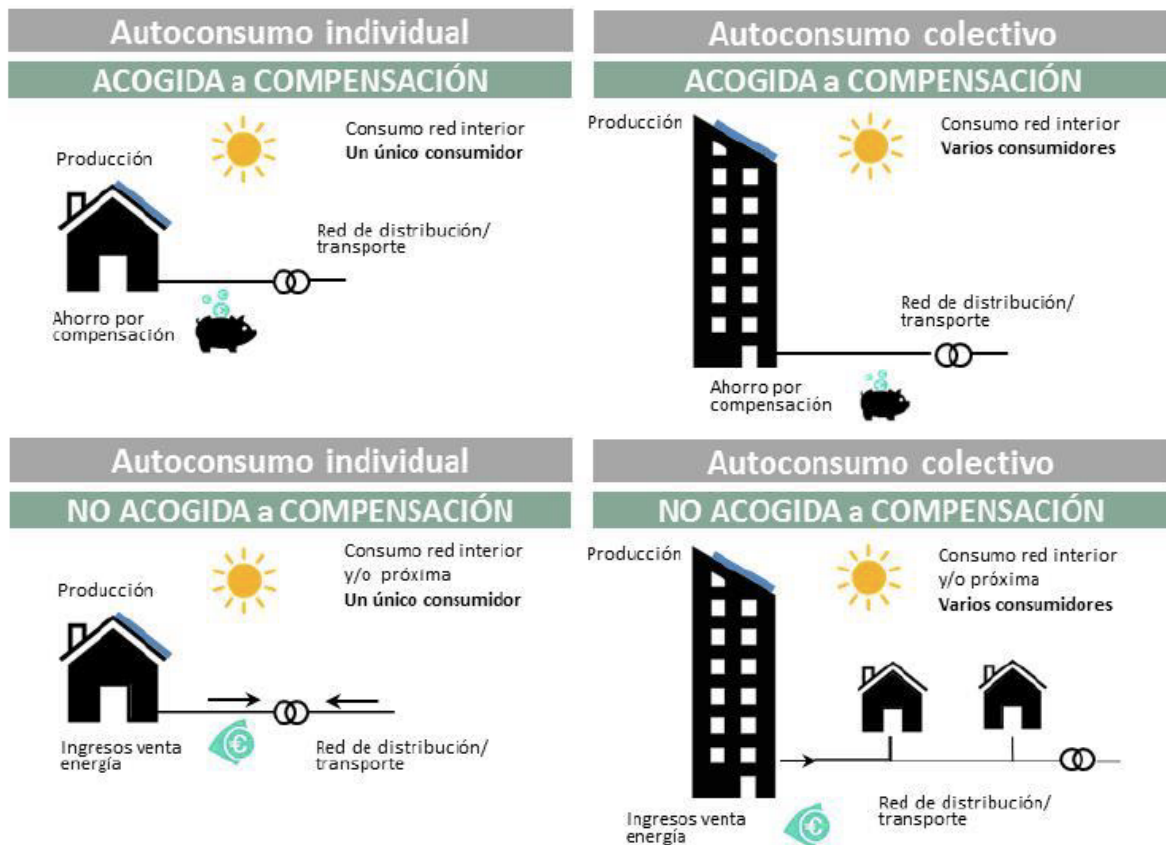 Autoconsumo individual
ACOGIDA a COMPENSACIÓN
Producción
Consumo red interior
Un único consumidor
Red de distribución/
transporte
Ahorro por
compensación
Autoconsumo colectivo
ACOGIDA a COMPENSACIÓN
Producción
Consumo red interior
Varios consumidores
Red de distribución/
transporte
Ahorro por
compensación
Autoconsumo individual
NO ACOGIDA a COMPENSACIÓN
Producción
Consumo red interior
y/o próxima
Un único consumidor
€
Ingresos venta
energía
Red de distribución/
transporte
Autoconsumo colectivo
NO ACOGIDA a COMPENSACIÓN
Producción
Consumo red interior
y/o próxima
Varios consumidores
Red de distribución/
transporte
Ingresos venta
energía
€